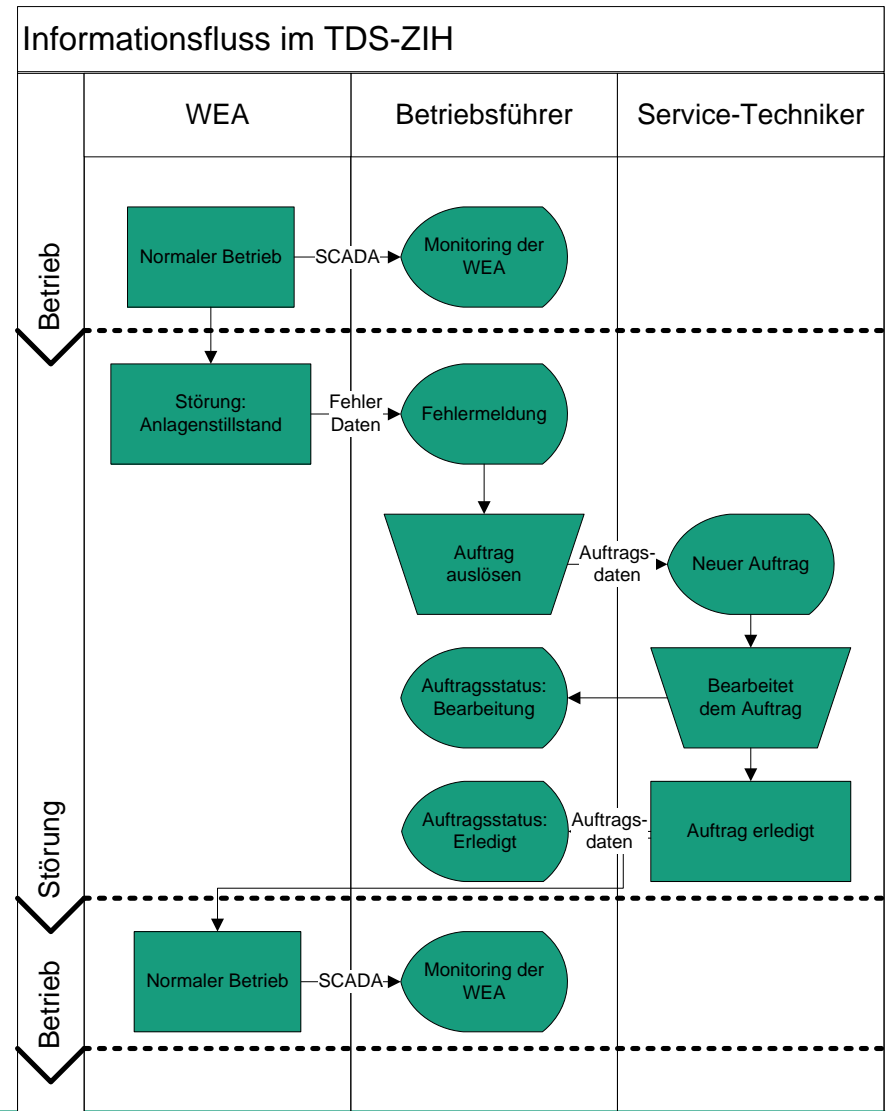 Informationsfluss im TDS-ZIH
WEA
Betriebsführer
Service-Techniker
Betrieb
Normaler Betrieb
SCADA
Monitoring der
WEA
Störung
Störung:
Anlagenstillstand
Fehler
Daten
Fehlermeldung
Auftrag
auslösen
Auftrags-
daten
Neuer Auftrag
Auftragsstatus:
Bearbeitung
Bearbeitet
dem Auftrag
Auftragsstatus:
Erledigt
Auftrags-
daten
Auftrag erledigt
Betrieb
Normaler Betrieb
SCADA
Monitoring der
WEA